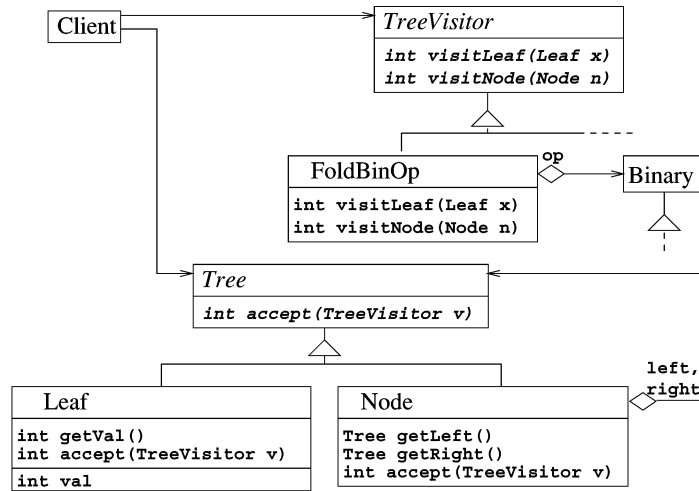 Client
TreeVisitor
int visitLeaf(Leaf x)
int visitNode(Node n)
FoldBinOp
int visitLeaf(Leaf x)
int visitNode(Node n)
op
Binary
Tree
int accept(TreeVisitor v)
Leaf
int getVal()
int accept(TreeVisitor v)
int val
Node
Tree getLeft()
Tree getRight()
int accept(TreeVisitor v)
left,
right